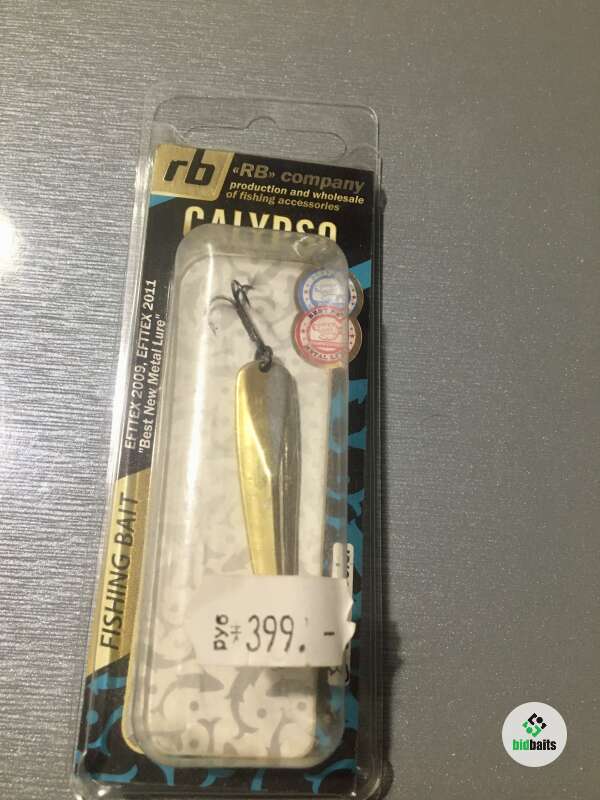 rb
«RB» company
production and wholesale
of fishing accessories
CALYPSO
EFTTEX 2009, EFTTEX 2011
"Best New Metal Lure"
FISHING BAIT
руб
399.-
bidbaits